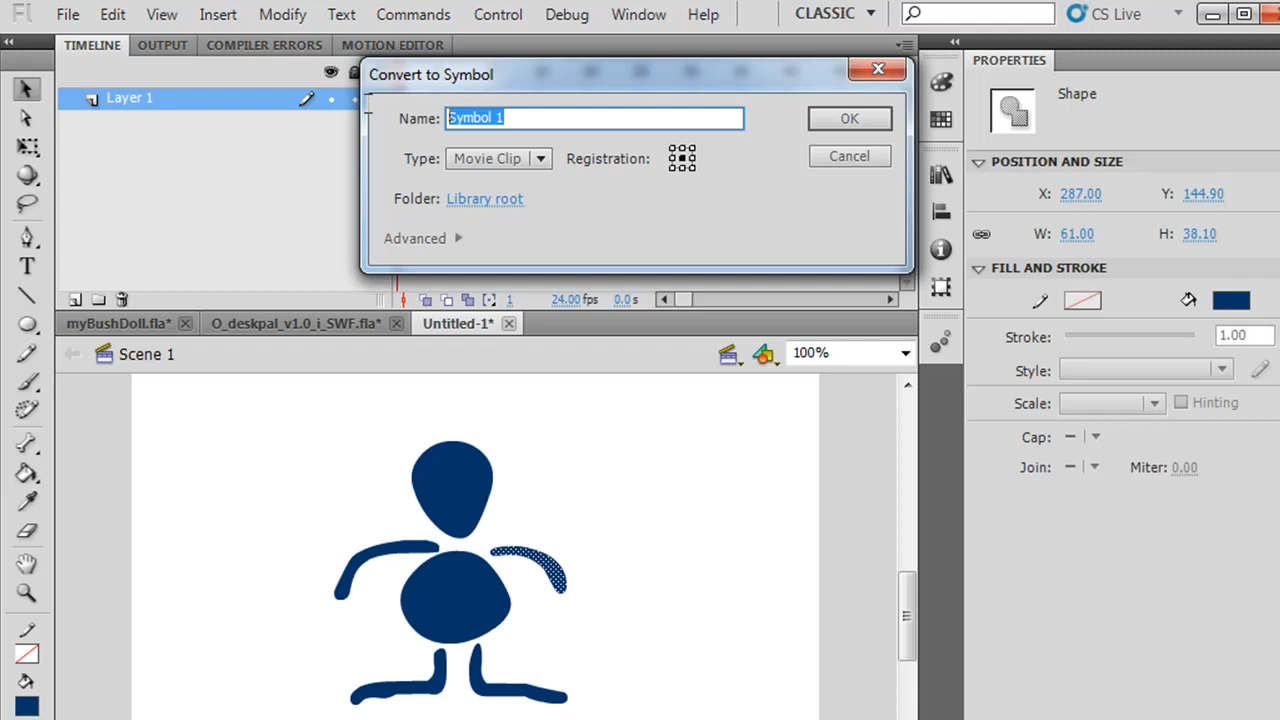 Fl File Edit View Insert Modify Text Commands Control Debug Window Help CLASSIC CS Live
TIMELINE OUTPUT COMPILER ERRORS MOTION EDITOR
Layer 1
Convert to Symbol
Name: Symbol 1 OK
Type: Movie Clip Registration: Cancel
Folder: Library root
Advanced
1 24.00 fps 0.0 s
myBushDoll.fla* O_deskpal_v1.0_i_SWF.fla* Untitled-1*
Scene 1 100%
PROPERTIES
Shape
POSITION AND SIZE
X: 287.00 Y: 144.90
W: 61.00 H: 38.10
FILL AND STROKE
Stroke: 1.00
Style:
Scale: Hinting
Cap:
Join: Miter: 0.00